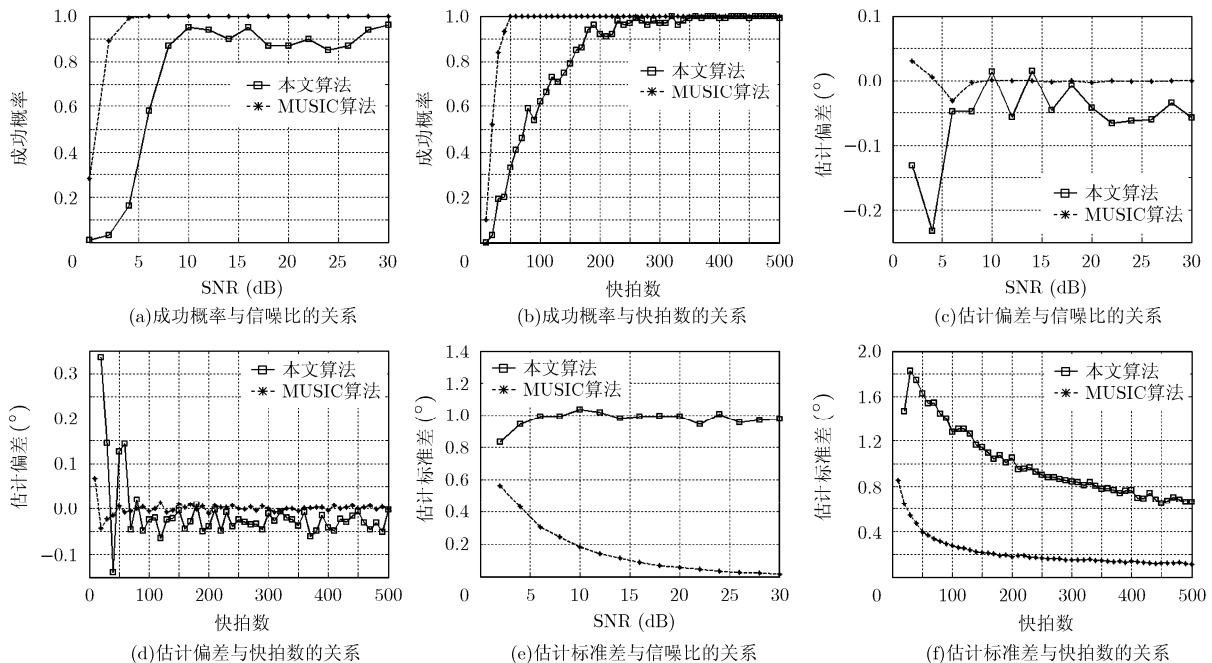 1.0
0.8
0.6
0.4
0.2
0
5
10
15
20
25
30
成功概率
本文算法
MUSIC算法
SNR (dB)
(a)成功概率与信噪比的关系
1.0
0.8
0.6
0.4
0.2
0
100
200
300
400
500
成功概率
本文算法
MUSIC算法
快拍数
(b)成功概率与快拍数的关系
0.1
0.0
−0.1
−0.2
0
5
10
15
20
25
30
估计偏差(°)
本文算法
MUSIC算法
SNR (dB)
(c)估计偏差与信噪比的关系
0.3
0.2
0.1
0.0
−0.1
0
100
200
300
400
500
估计偏差(°)
本文算法
MUSIC算法
快拍数
(d)估计偏差与快拍数的关系
1.4
1.2
1.0
0.8
0.6
0.4
0.2
0
5
10
15
20
25
30
估计标准差(°)
本文算法
MUSIC算法
SNR (dB)
(e)估计标准差与信噪比的关系
2.0
1.6
1.2
0.8
0.4
0
100
200
300
400
500
估计标准差(°)
本文算法
MUSIC算法
快拍数
(f)估计标准差与快拍数的关系